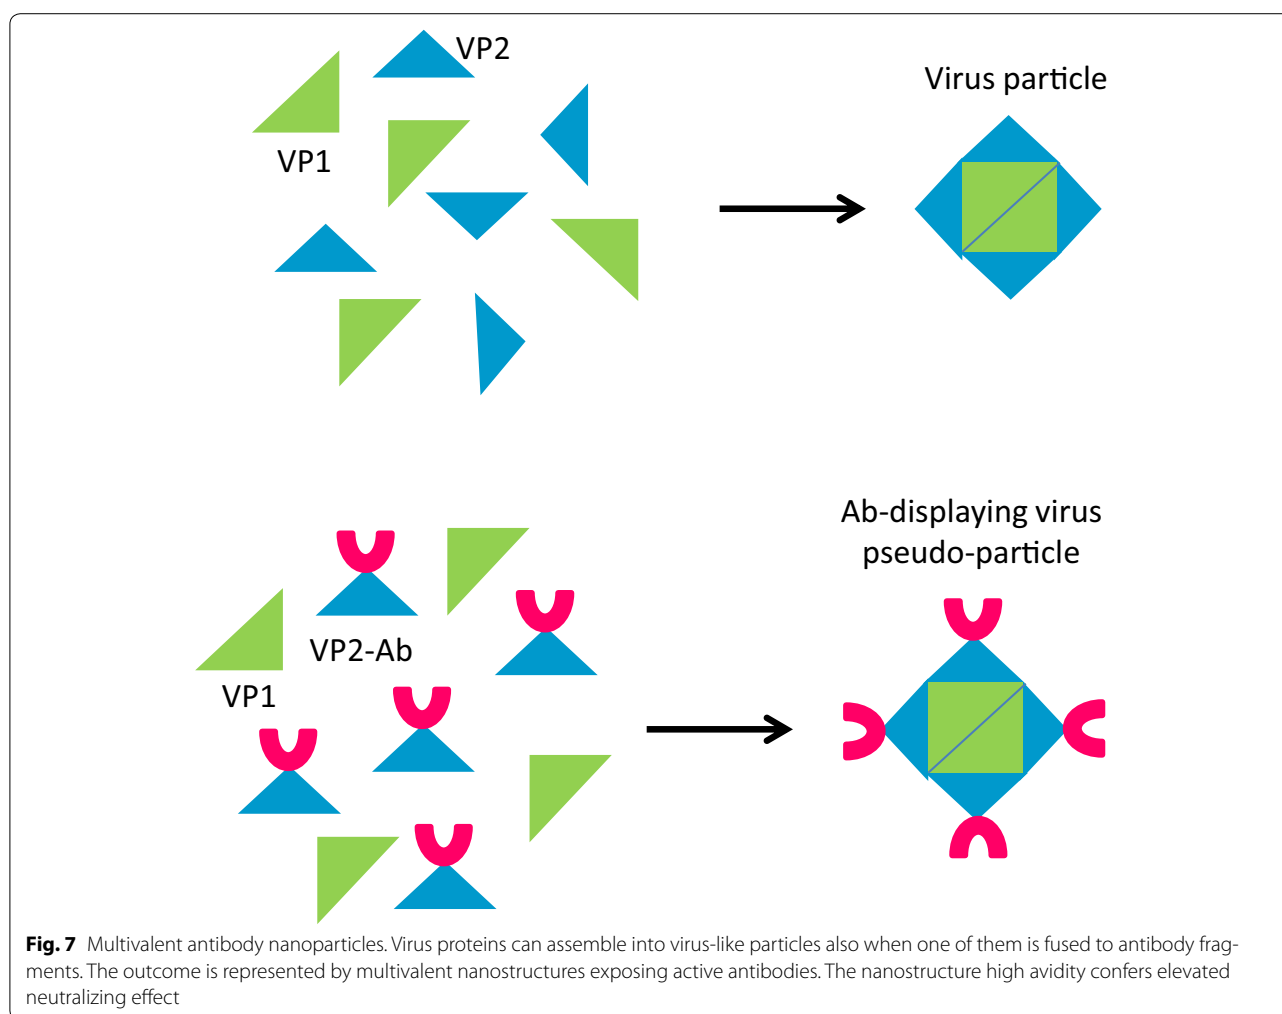 VP2
VP1
Virus particle
Ab-displaying virus
pseudo-particle
VP2-Ab
VP1
Fig. 7 Multivalent antibody nanoparticles. Virus proteins can assemble into virus-like particles also when one of them is fused to antibody frag-
ments. The outcome is represented by multivalent nanostructures exposing active antibodies. The nanostructure high avidity confers elevated
neutralizing effect